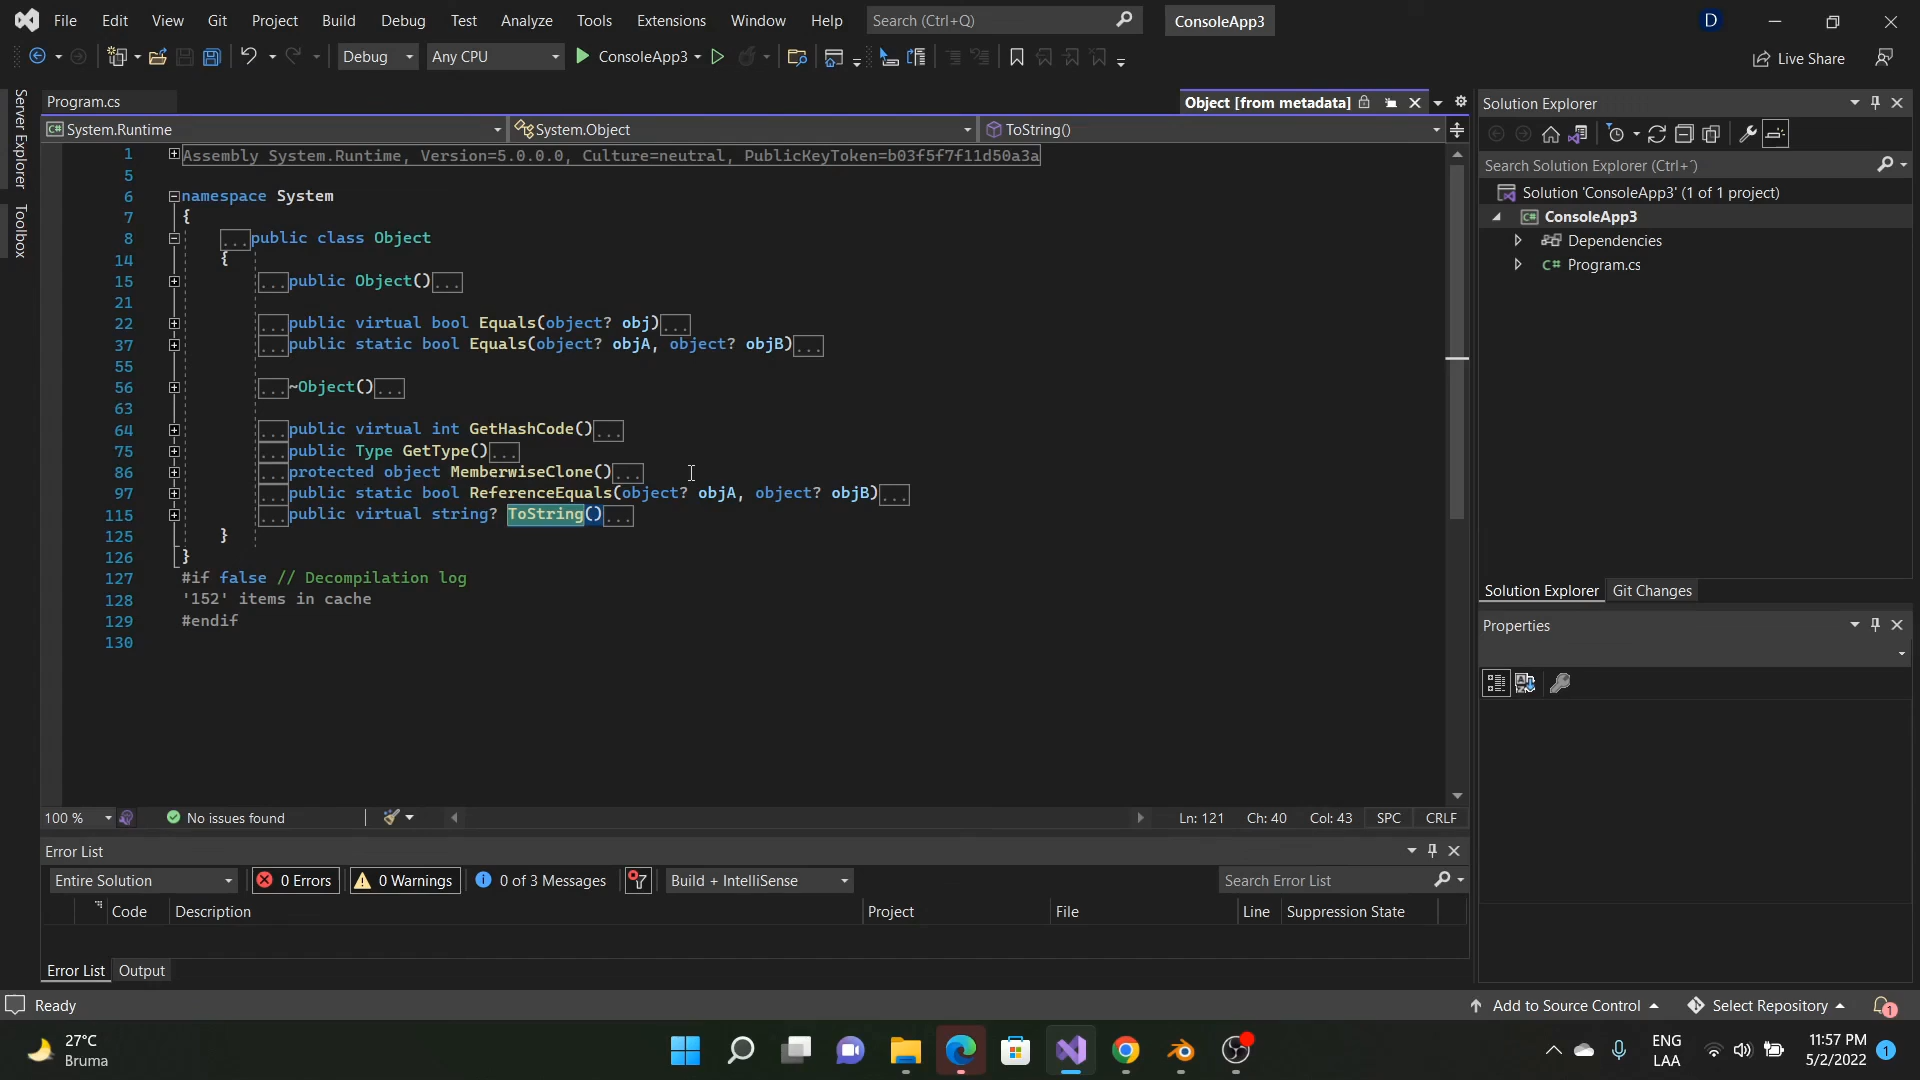 File Edit View Git Project Build Debug Test Analyze Tools Extensions Window Help Search (Ctrl+Q) ConsoleApp3 D
Debug Any CPU ConsoleApp3 Live Share
Server Explorer
Toolbox
Program.cs Object [from metadata]
C# System.Runtime System.Object ToString()
1 Assembly System.Runtime, Version=5.0.0.0, Culture=neutral, PublicKeyToken=b03f5f7f11d50a3a
5
6 namespace System
7 {
8 ...public class Object
14 {
15 ...public Object()...
21
22 ...public virtual bool Equals(object? obj)...
37 ...public static bool Equals(object? objA, object? objB)...
55
56 ...~Object()...
63
64 ...public virtual int GetHashCode()...
75 ...public Type GetType()...
86 ...protected object MemberwiseClone()...
97 ...public static bool ReferenceEquals(object? objA, object? objB)...
115 ...public virtual string? ToString()...
125 }
126 }
127 #if false // Decompilation log
128 '152' items in cache
129 #endif
130
100 % No issues found Ln: 121 Ch: 40 Col: 43 SPC CRLF
Solution Explorer
Search Solution Explorer (Ctrl+¨)
Solution 'ConsoleApp3' (1 of 1 project)
C# ConsoleApp3
Dependencies
C# Program.cs
Solution Explorer Git Changes
Properties
Error List
Entire Solution 0 Errors 0 Warnings 0 of 3 Messages Build + IntelliSense Search Error List
Code Description Project File Line Suppression State
Error List Output
Ready Add to Source Control Select Repository 1
27°C
Bruma
ENG
LAA
11:57 PM
5/2/2022
1